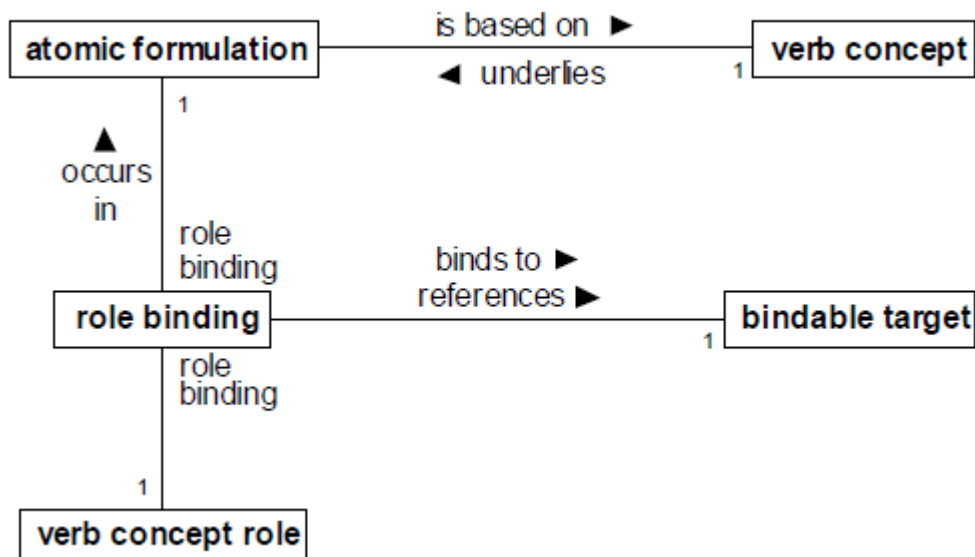 is based on ►
atomic formulation
verb concept
◄ underlies
1
1
▲
occurs
in
role
binding
binds to ►
references ►
role binding
bindable target
1
role
binding
1
verb concept role